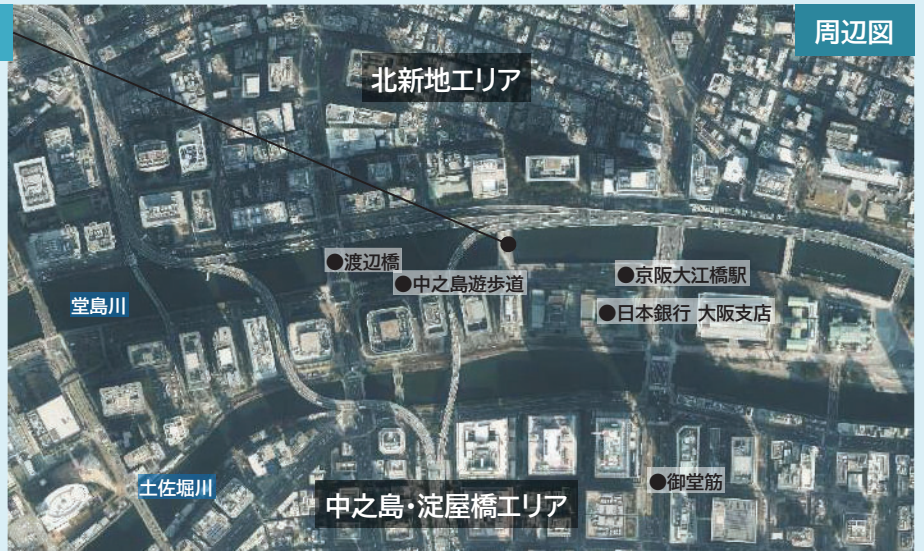 周辺図
北新地エリア
●渡辺橋
●京阪大江橋駅
●中之島遊歩道
堂島川
●日本銀行 大阪支店
土佐堀川
●御堂筋
中之島・淀屋橋エリア